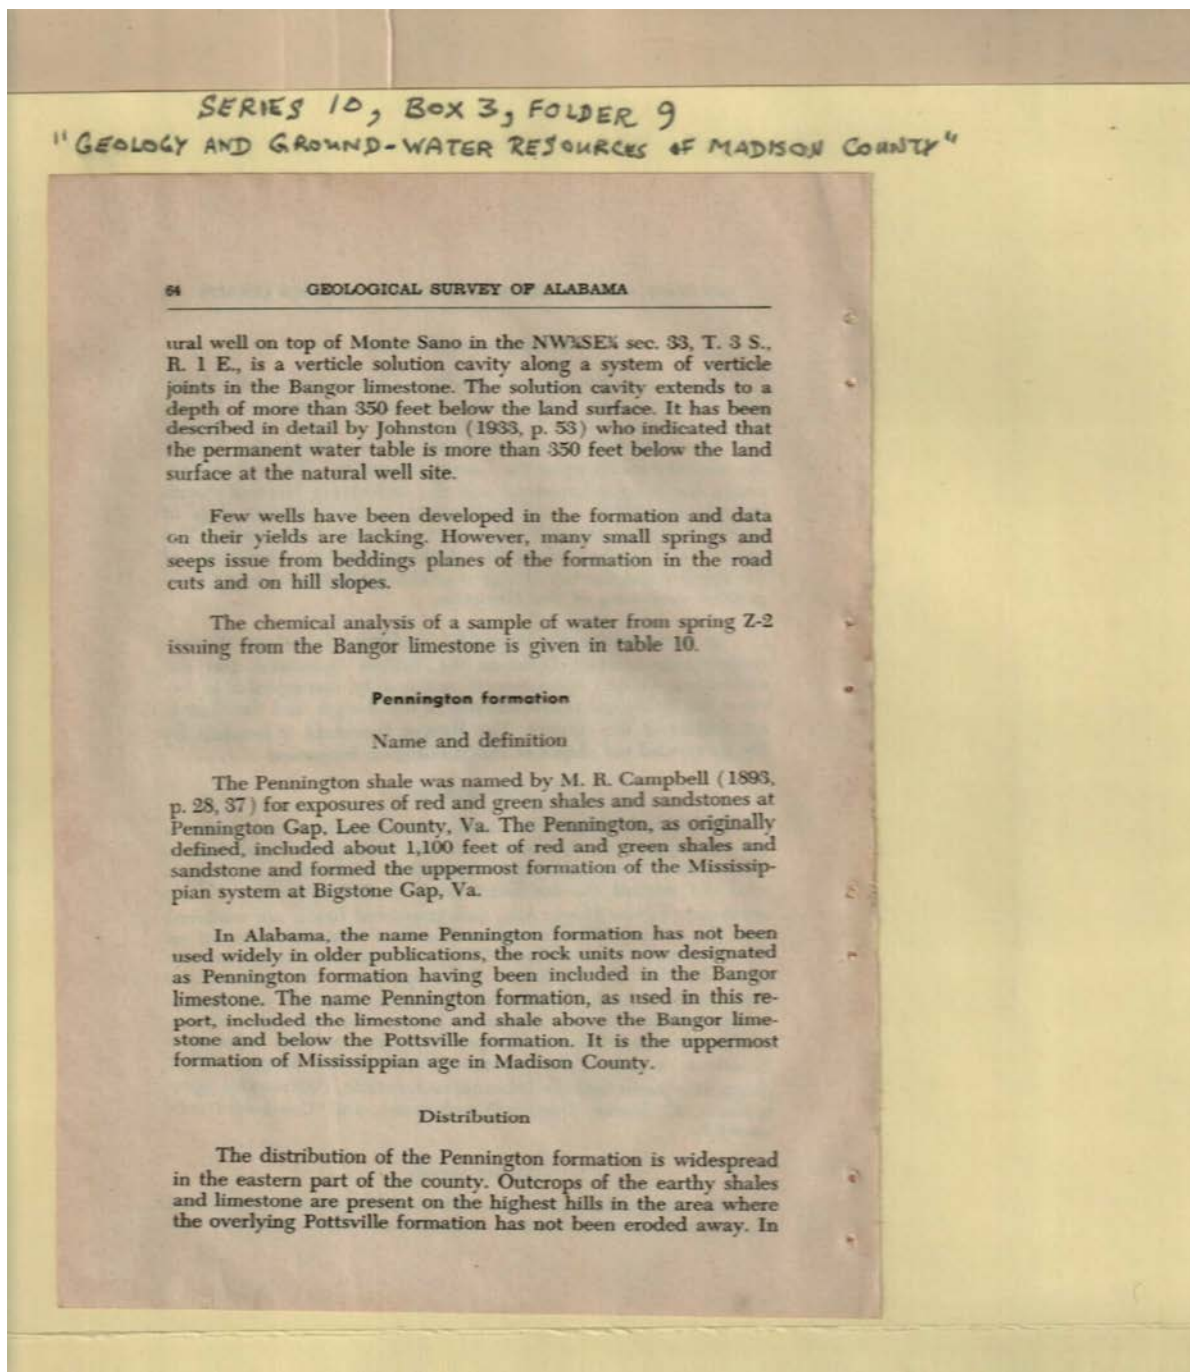 SERIES 10, BOX 3, FOLDER 9
"GEOLOGY AND GROUND-WATER RESOURCES OF MADISON COUNTY"
64 GEOLOGICAL SURVEY OF ALABAMA
ural well on top of Monte Sano in the NW¼SE¼ sec. 33, T. 3 S.,
R. 1 E., is a verticle solution cavity along a system of verticle
joints in the Bangor limestone. The solution cavity extends to a
depth of more than 350 feet below the land surface. It has been
described in detail by Johnston (1933, p. 53) who indicated that
the permanent water table is more than 350 feet below the land
surface at the natural well site.
Few wells have been developed in the formation and data
on their yields are lacking. However, many small springs and
seeps issue from beddings planes of the formation in the road
cuts and on hill slopes.
The chemical analysis of a sample of water from spring Z-2
issuing from the Bangor limestone is given in table 10.
Pennington formation
Name and definition
The Pennington shale was named by M. R. Campbell (1893,
p. 28, 37) for exposures of red and green shales and sandstones at
Pennington Gap, Lee County, Va. The Pennington, as originally
defined, included about 1,100 feet of red and green shales and
sandstone and formed the uppermost formation of the Mississip-
pian system at Bigstone Gap, Va.
In Alabama, the name Pennington formation has not been
used widely in older publications, the rock units now designated
as Pennington formation having been included in the Bangor
limestone. The name Pennington formation, as used in this re-
port, included the limestone and shale above the Bangor lime-
stone and below the Pottsville formation. It is the uppermost
formation of Mississippian age in Madison County.
Distribution
The distribution of the Pennington formation is widespread
in the eastern part of the county. Outcrops of the earthy shales
and limestone are present on the highest hills in the area where
the overlying Pottsville formation has not been eroded away. In